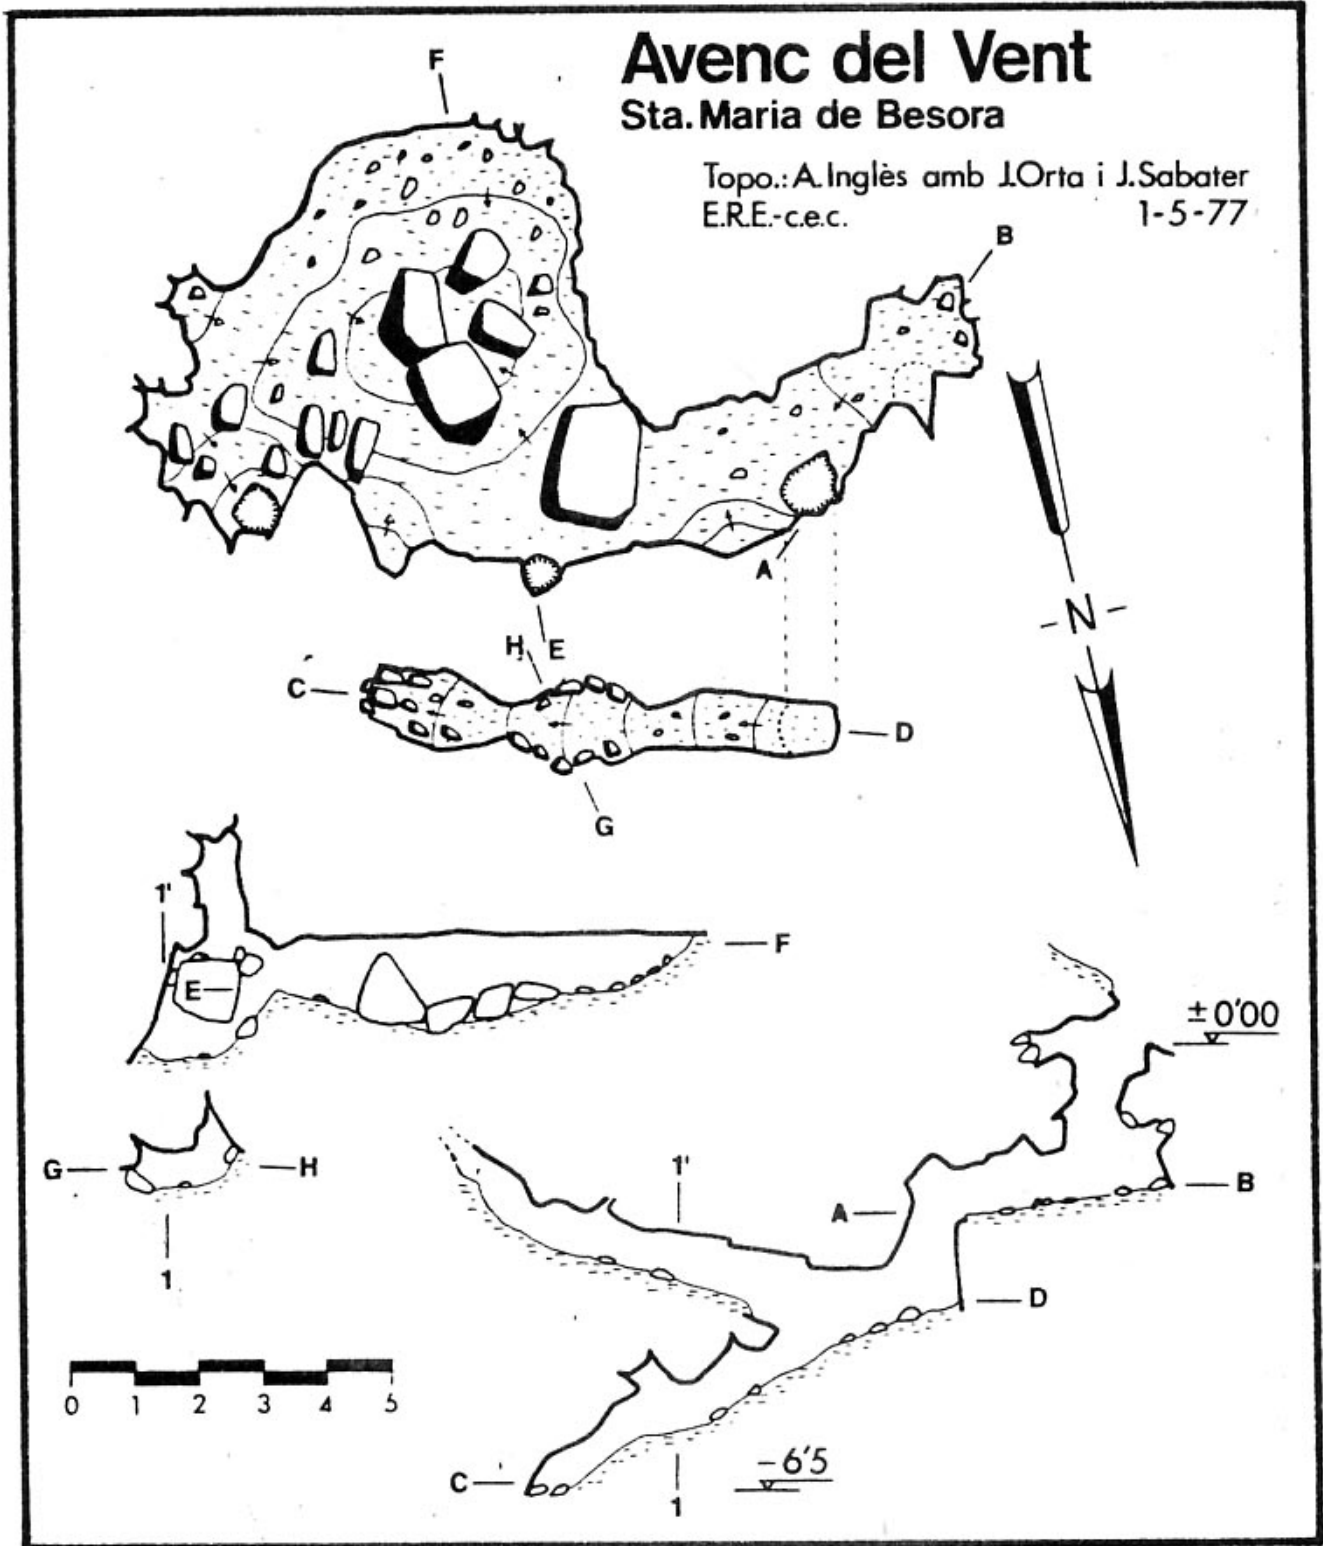 Avenc del Vent
Sta. Maria de Besora
Topo.: A. Inglès amb J.Orta i J.Sabater
E.R.E.-c.e.c. 1-5-77
F
B
A
N
H E
C D
G
1'
F
E
±0'00
G H
1'
A B
1
D
0 1 2 3 4 5
C -6'5
1